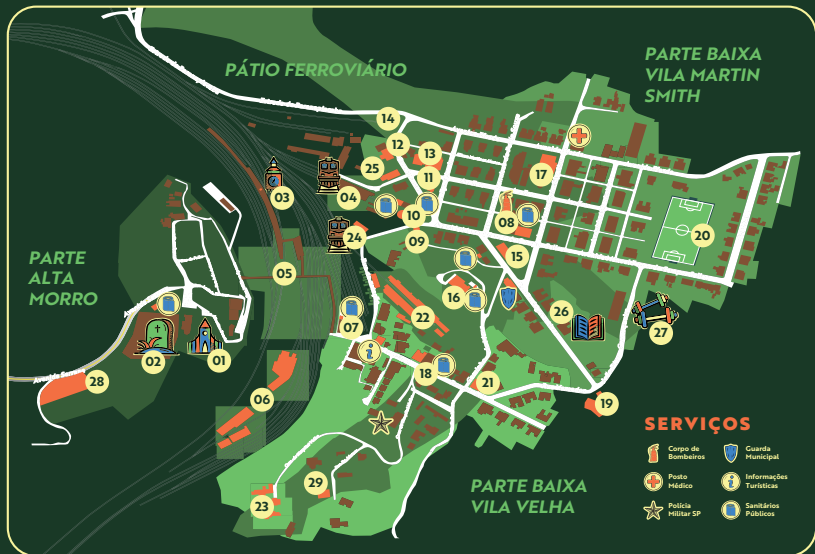 PÁTIO FERROVIÁRIO
PARTE BAIXA
VILA MARTIN
SMITH
14
12
13
25
11
17
03
04
10
08
24
09
20
PARTE
ALTA
MORRO
05
15
16
26
22
07
27
02
01
28
18
21
06
19
29
23
PARTE BAIXA
VILA VELHA
SERVIÇOS
Corpo de
Bombeiros
Guarda
Municipal
Posto
Médico
Informações
Turísticas
Polícia
Militar SP
Sanitários
Públicos